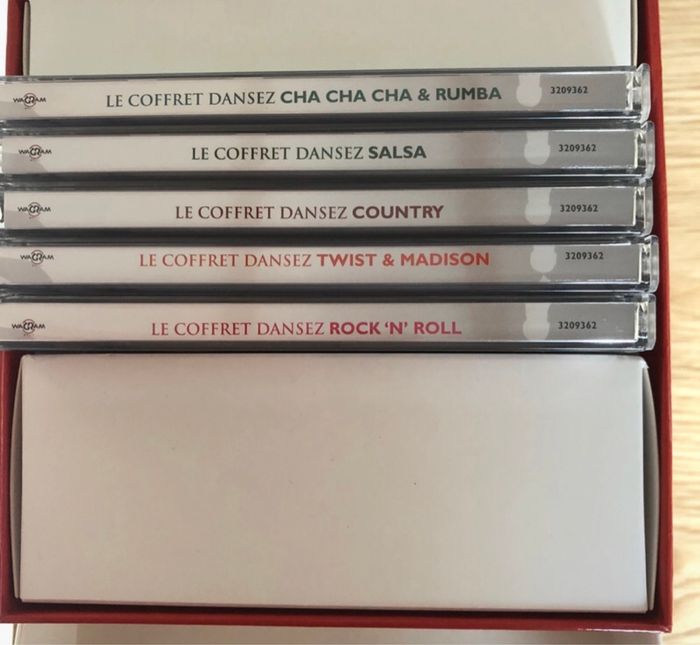 WAGRAM LE COFFRET DANSEZ CHA CHA CHA & RUMBA 3209362
WAGRAM LE COFFRET DANSEZ SALSA 3209362
WAGRAM LE COFFRET DANSEZ COUNTRY 3209362
WAGRAM LE COFFRET DANSEZ TWIST & MADISON 3209362
WAGRAM LE COFFRET DANSEZ ROCK 'N' ROLL 3209362